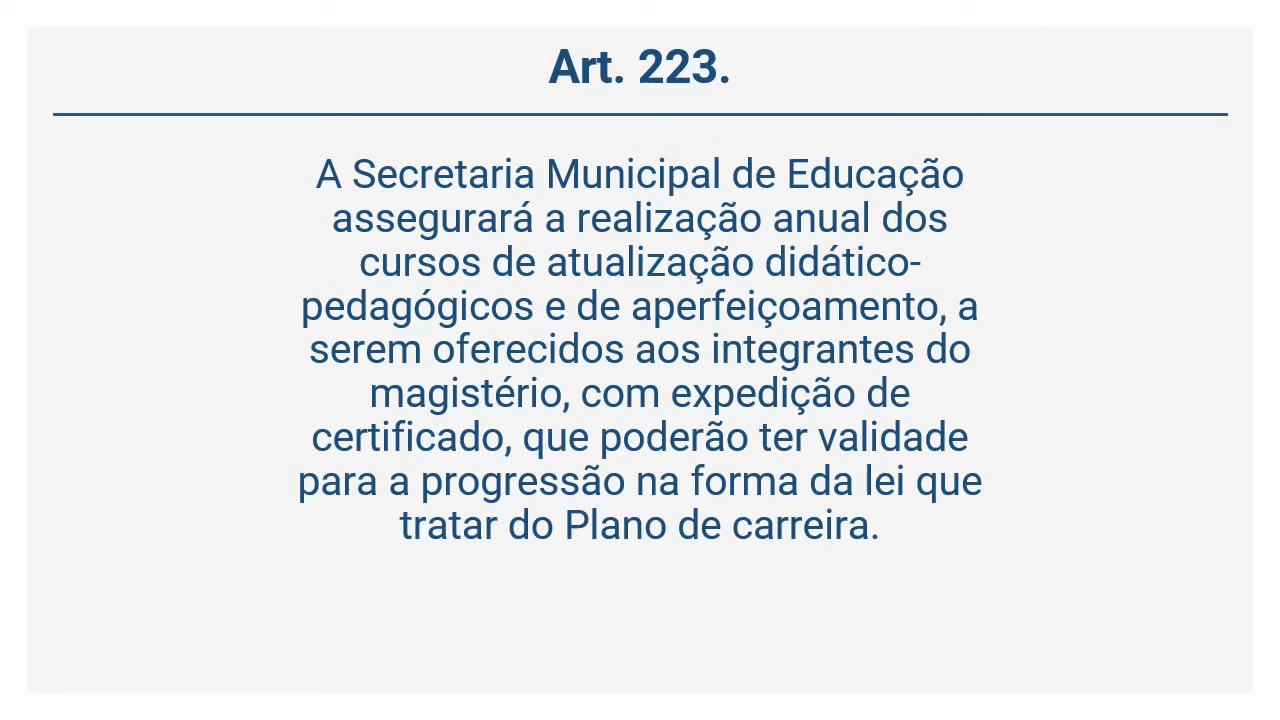 Art. 223.
A Secretaria Municipal de Educação
assegurará a realização anual dos
cursos de atualização didático-
pedagógicos e de aperfeiçoamento, a
serem oferecidos aos integrantes do
magistério, com expedição de
certificado, que poderão ter validade
para a progressão na forma da lei que
tratar do Plano de carreira.